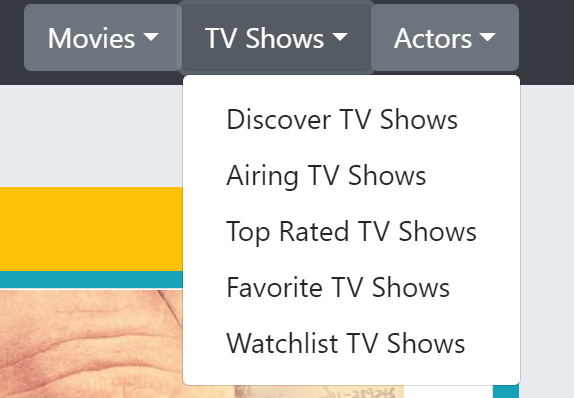 Movies
TV Shows
Actors
Discover TV Shows
Airing TV Shows
Top Rated TV Shows
Favorite TV Shows
Watchlist TV Shows